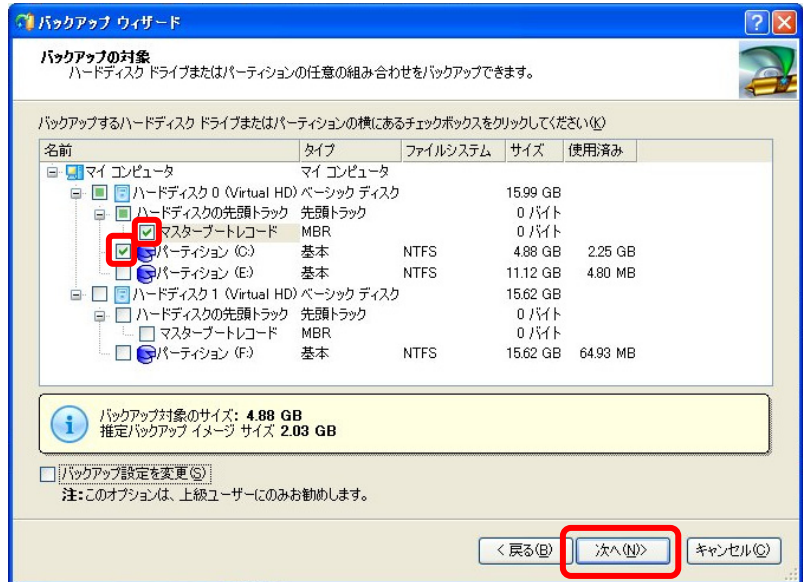 バックアップ ウィザード
バックアップの対象
ハードディスク ドライブまたはパーティションの任意の組み合わせをバックアップできます。
バックアップするハードディスク ドライブまたはパーティションの横にあるチェックボックスをクリックしてください(K)
名前 タイプ ファイルシステム サイズ 使用済み
マイ コンピュータ マイ コンピュータ
ハードディスク 0 (Virtual HD) ベーシック ディスク 15.99 GB
ハードディスクの先頭トラック 先頭トラック 0 バイト
マスターブートレコード MBR 0 バイト
パーティション (C:) 基本 NTFS 4.88 GB 2.25 GB
パーティション (E:) 基本 NTFS 11.12 GB 4.80 MB
ハードディスク 1 (Virtual HD) ベーシック ディスク 15.62 GB
ハードディスクの先頭トラック 先頭トラック 0 バイト
マスターブートレコード MBR 0 バイト
パーティション (F:) 基本 NTFS 15.62 GB 64.93 MB
バックアップ対象のサイズ: 4.88 GB
推定バックアップ イメージ サイズ 2.03 GB
バックアップ設定を変更(S)
注:このオプションは、上級ユーザーにのみお勧めします。
< 戻る(B) 次へ(N)> キャンセル(C)